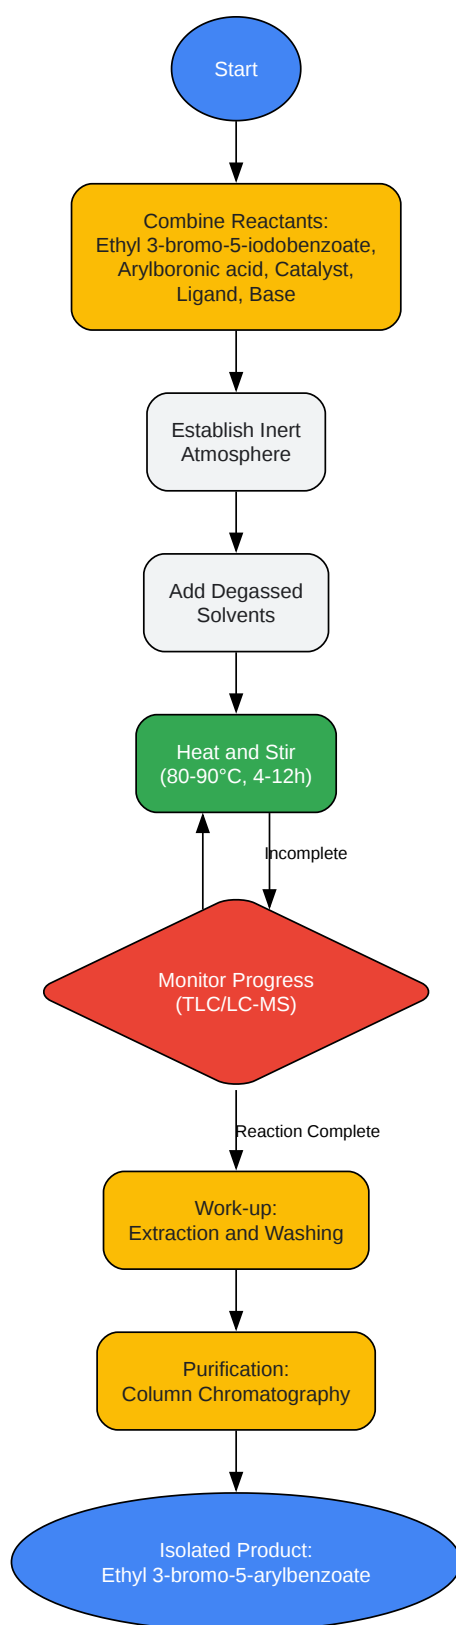 Start
Combine Reactants:
Ethyl 3-bromo-5-iodobenzoate,
Arylboronic acid, Catalyst,
Ligand, Base
Establish Inert
Atmosphere
Add Degassed
Solvents
Heat and Stir
(80-90°C, 4-12h)
Incomplete
Monitor Progress
(TLC/LC-MS)
Reaction Complete
Work-up:
Extraction and Washing
Purification:
Column Chromatography
Isolated Product:
Ethyl 3-bromo-5-arylbenzoate